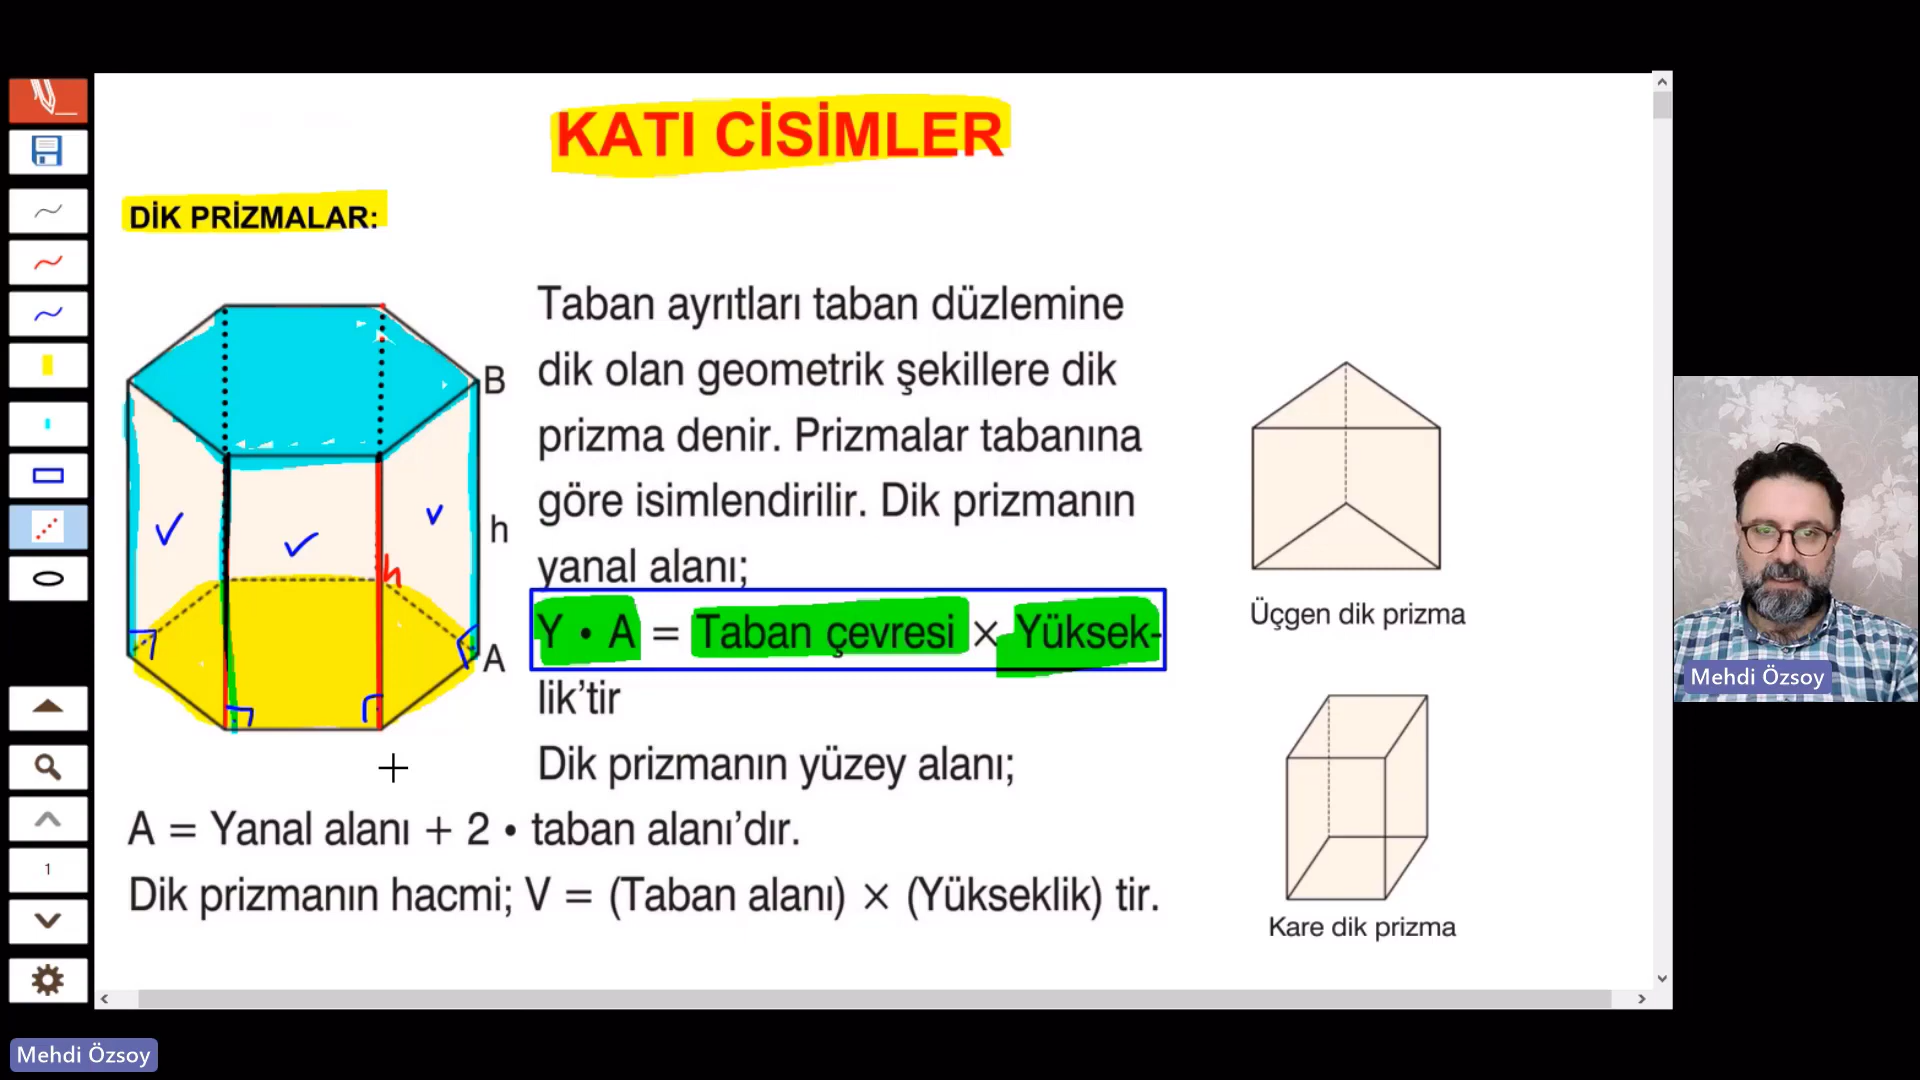 KATI CİSİMLER
DİK PRİZMALAR:
B
h
h
A
Taban ayrıtları taban düzlemine
dik olan geometrik şekillere dik
prizma denir. Prizmalar tabanına
göre isimlendirilir. Dik prizmanın
yanal alanı;
Y • A = Taban çevresi × Yüksek-
lik’tir
Dik prizmanın yüzey alanı;
A = Yanal alanı + 2 • taban alanı’dır.
Dik prizmanın hacmi; V = (Taban alanı) × (Yükseklik) tir.
Üçgen dik prizma
Kare dik prizma
1
Mehdi Özsoy
Mehdi Özsoy